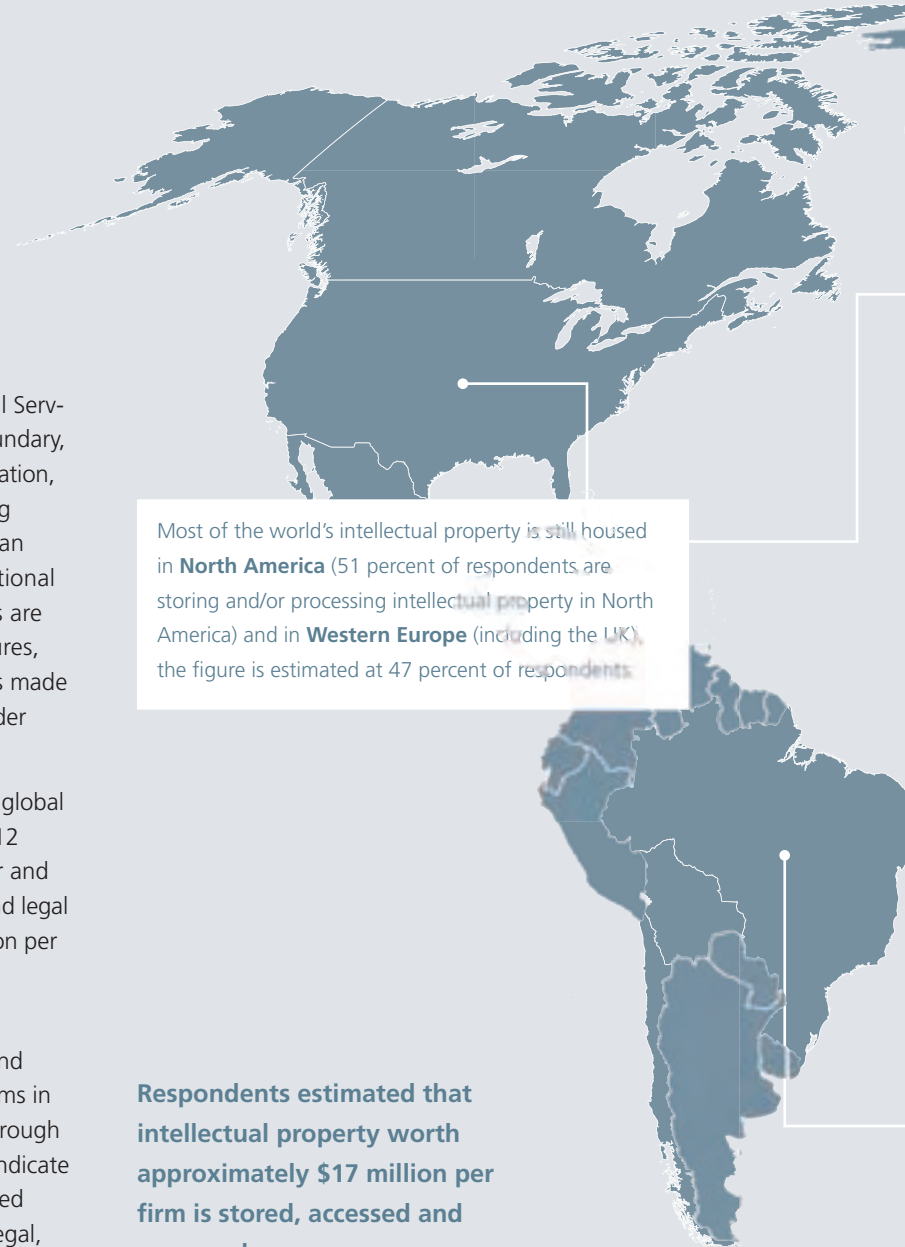 l Serv-
undary,
ation,
g
an
tional
s are
ures,
s made
der
global
12
r and
nd legal
on per
nd
ms in
rough
ndicate
ed
egal,
Most of the world's intellectual property is still housed
in North America (51 percent of respondents are
storing and/or processing intellectual property in North
America) and in Western Europe (including the UK),
the figure is estimated at 47 percent of respondents.
Respondents estimated that
intellectual property worth
approximately $17 million per
firm is stored, accessed and